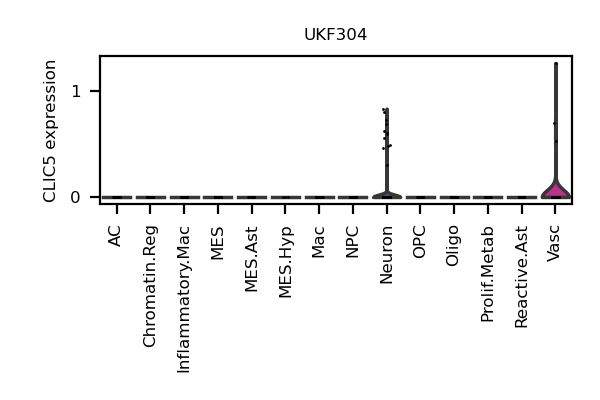 UKF304
CLIC5 expression
1
0
AC
Chromatin.Reg
Inflammatory.Mac
MES
MES.Ast
MES.Hyp
Mac
NPC
Neuron
OPC
Oligo
Prolif.Metab
Reactive.Ast
Vasc